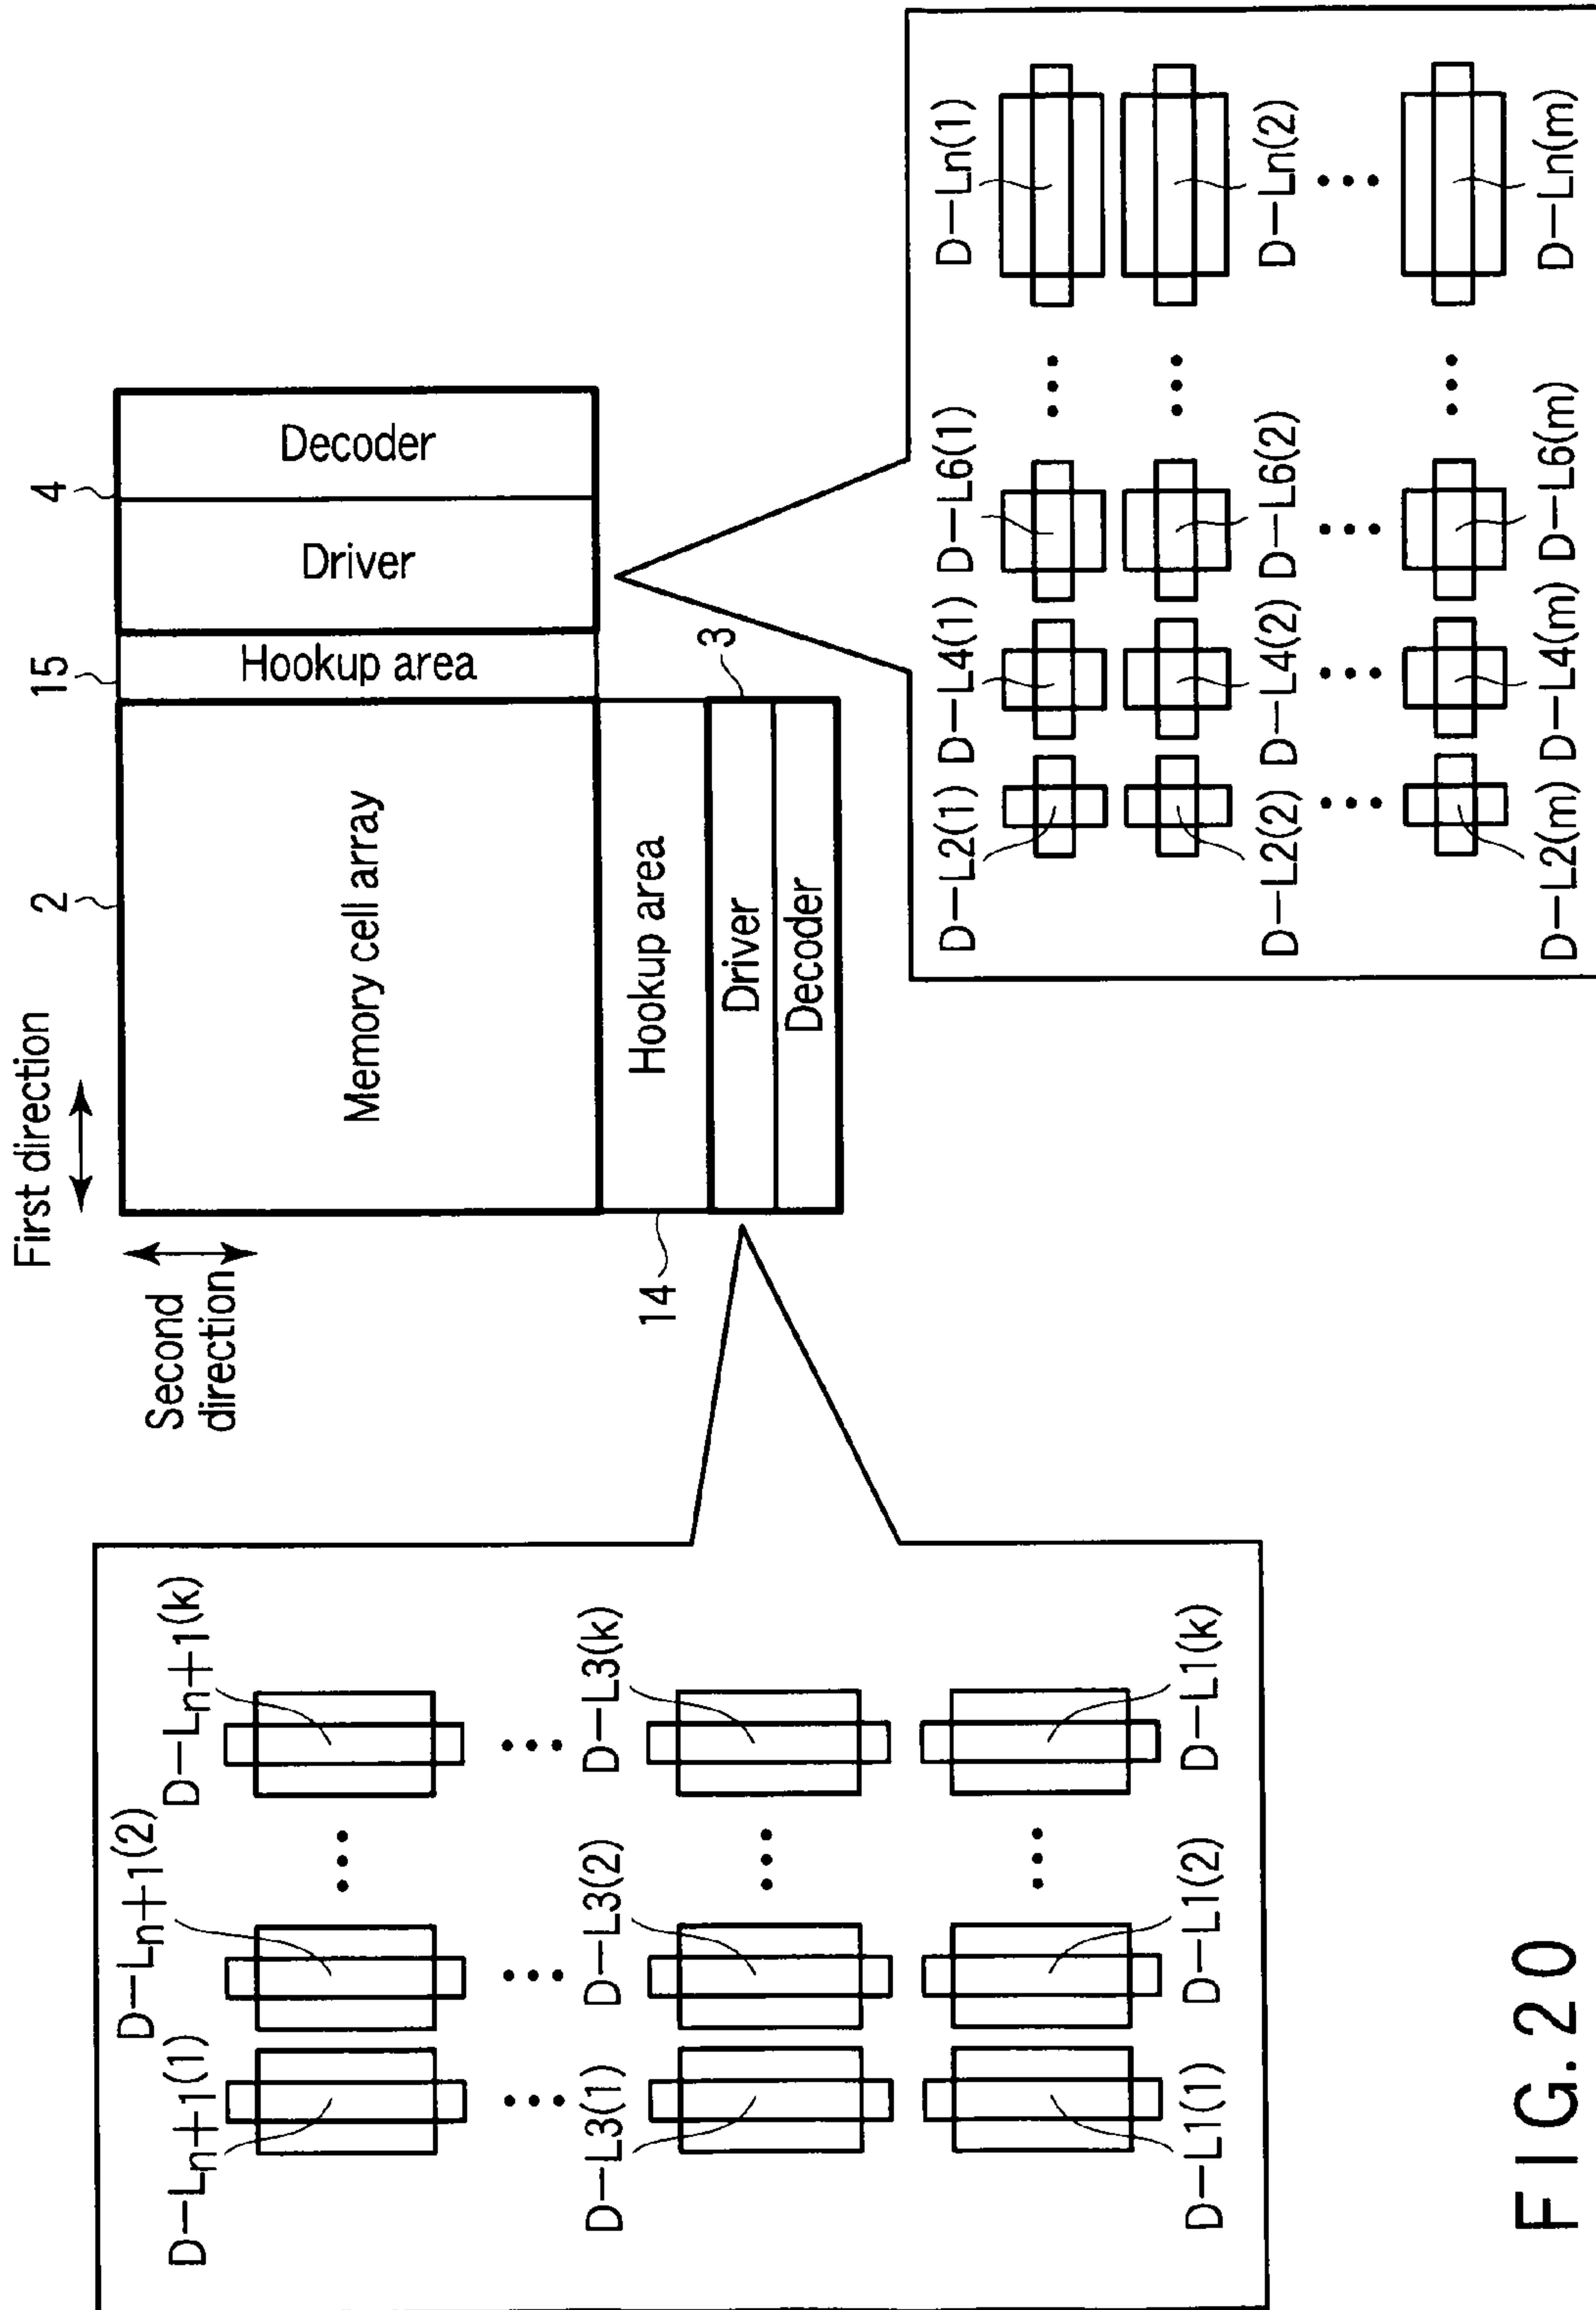 First direction
Second
direction
2
15
4
Memory cell array
Hookup area
Driver
Decoder
Hookup area
Driver
Decoder
14
3
D—Ln+1(1)
D—Ln+1(2)
D—Ln+1(k)
D—L3(1)
D—L3(2)
D—L3(k)
D—L1(1)
D—L1(2)
D—L1(k)
D—L2(1)
D—L4(1)
D—L6(1)
D—Ln(1)
D—L2(2)
D—L4(2)
D—L6(2)
D—Ln(2)
D—L2(m)
D—L4(m)
D—L6(m)
D—Ln(m)
FIG. 20